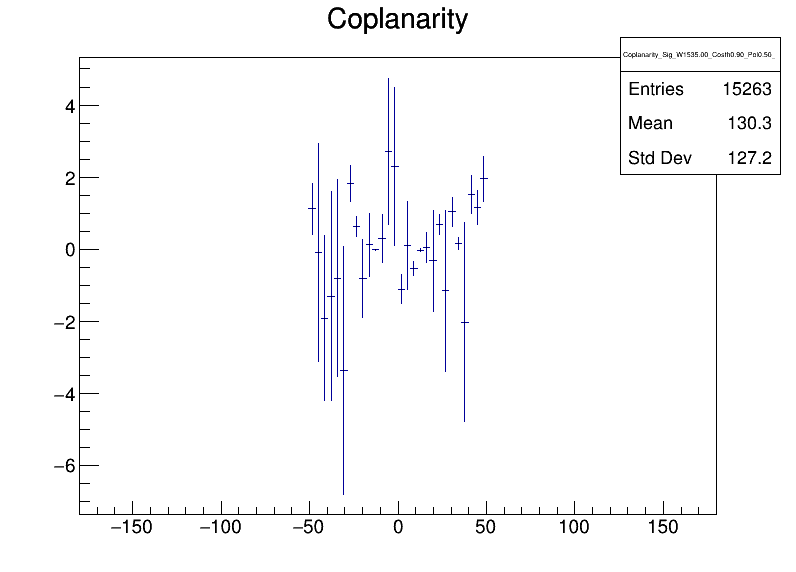 Coplanarity
Coplanarity_Sig_W1535.00_Costh0.90_Pol0.50_
Entries 15263
Mean 130.3
Std Dev 127.2
4
2
0
−2
−4
−6
−150 −100 −50 0 50 100 150